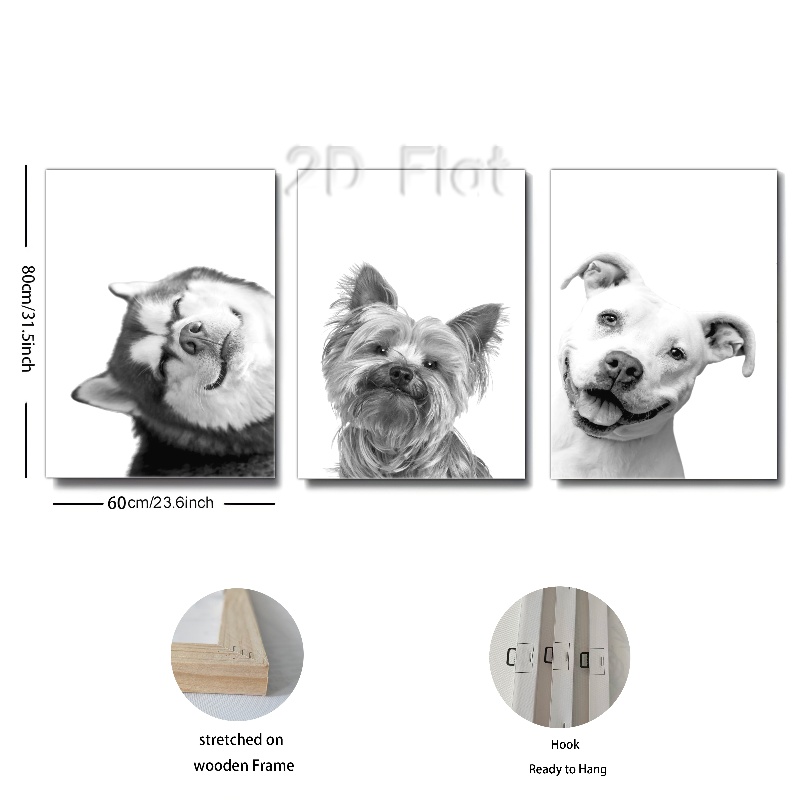 2D Flat
80cm/31.5inch
60cm/23.6inch
stretched on
wooden Frame
Hook
Ready to Hang